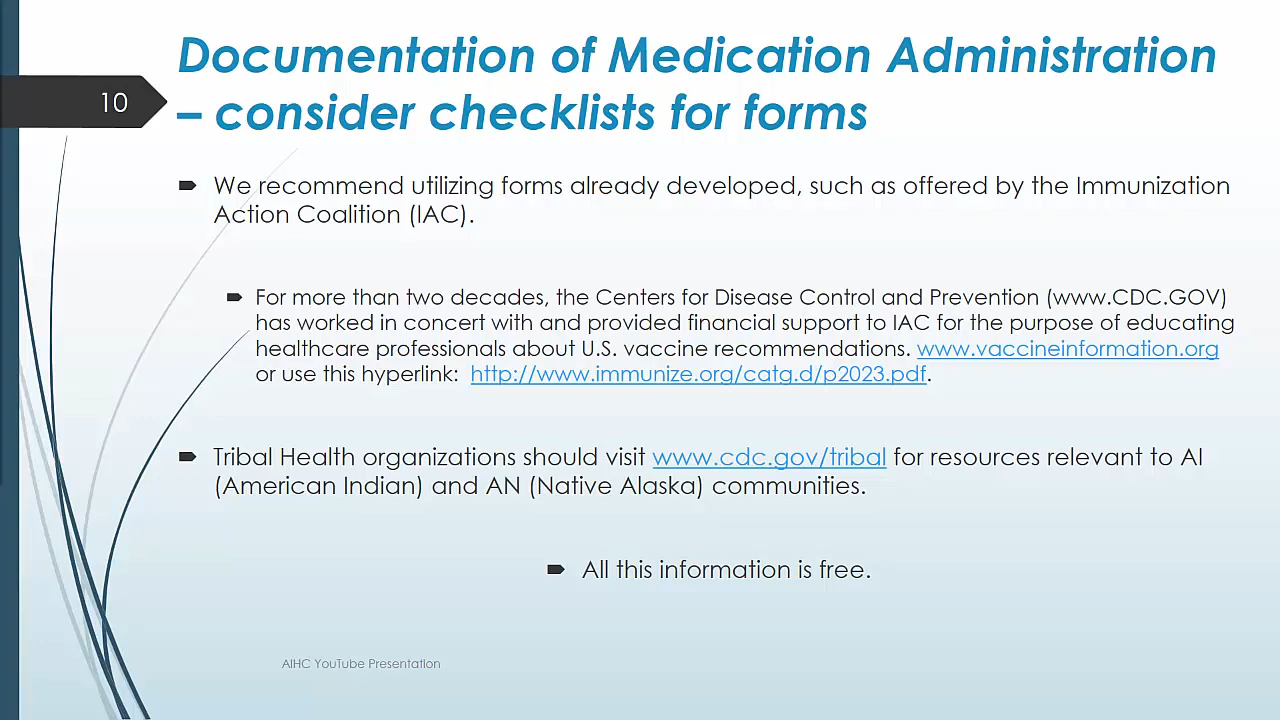 Documentation of Medication Administration
– consider checklists for forms
10
We recommend utilizing forms already developed, such as offered by the Immunization
Action Coalition (IAC).
For more than two decades, the Centers for Disease Control and Prevention (www.CDC.GOV)
has worked in concert with and provided financial support to IAC for the purpose of educating
healthcare professionals about U.S. vaccine recommendations. www.vaccineinformation.org
or use this hyperlink: http://www.immunize.org/catg.d/p2023.pdf.
Tribal Health organizations should visit www.cdc.gov/tribal for resources relevant to AI
(American Indian) and AN (Native Alaska) communities.
All this information is free.
AIHC YouTube Presentation